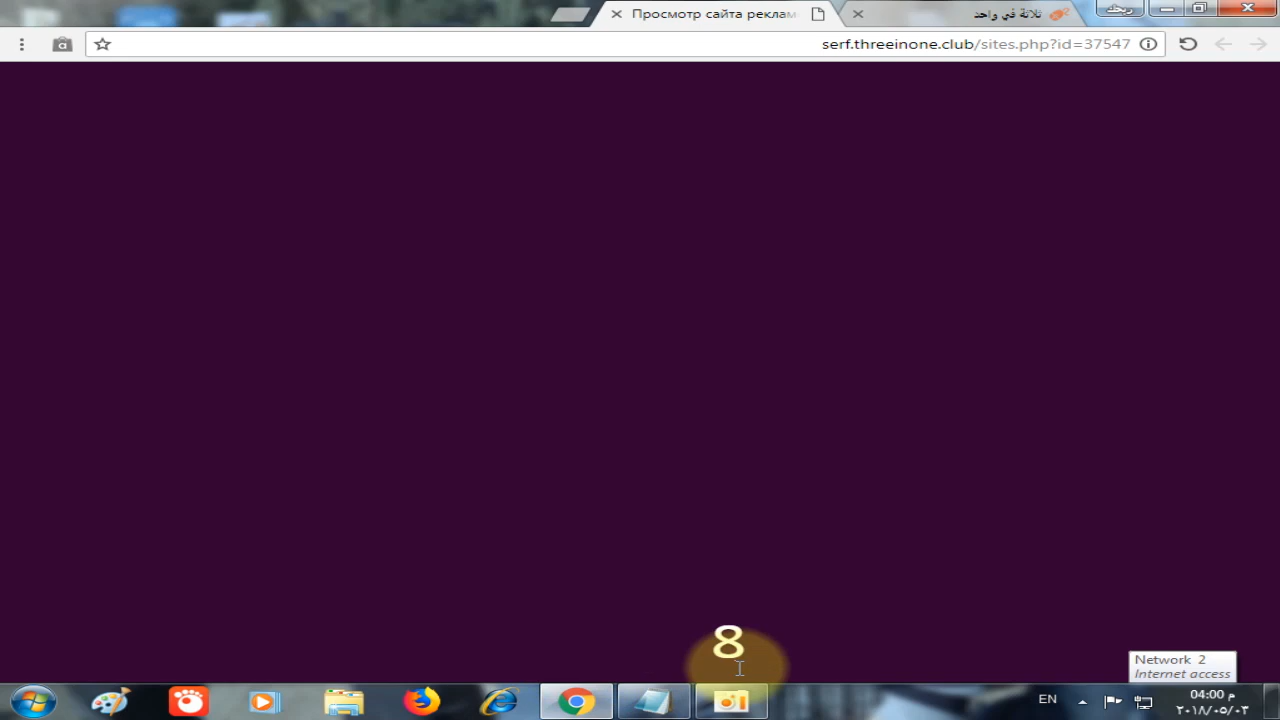 Просмотр сайта реклам
ثلاثة في واحد
ريحك
serf.threeinone.club/sites.php?id=37547
8
Network 2
Internet access
EN
04:00 م
٢٠١٨/٠٥/٠٣